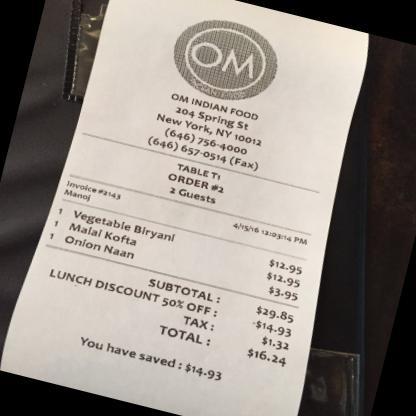 OM
OM INDIAN FOOD
204 Spring St
New York, NY 10012
(646) 756-4000
(646) 657-0514 (Fax)
TABLE T1
ORDER #2
2 Guests
Invoice #2143
Manoj 4/15/16 12:03:14 PM
1 Vegetable Biryani $12.95
1 Malai Kofta $12.95
1 Onion Naan $3.95
SUBTOTAL : $29.85
LUNCH DISCOUNT 50% OFF : -$14.93
TAX : $1.32
TOTAL : $16.24
You have saved : $14.93